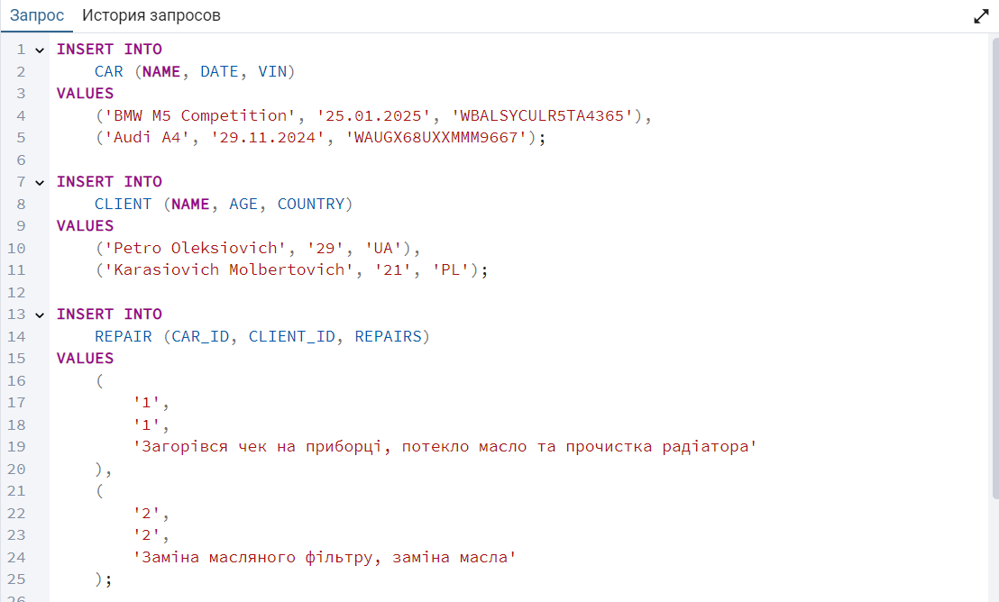 Запрос История запросов
1 INSERT INTO
2 CAR (NAME, DATE, VIN)
3 VALUES
4 ('BMW M5 Competition', '25.01.2025', 'WBALSYCULR5TA4365'),
5 ('Audi A4', '29.11.2024', 'WAUGX68UXXMMM9667');
6
7 INSERT INTO
8 CLIENT (NAME, AGE, COUNTRY)
9 VALUES
10 ('Petro Oleksiovich', '29', 'UA'),
11 ('Karasiovich Molbertovich', '21', 'PL');
12
13 INSERT INTO
14 REPAIR (CAR_ID, CLIENT_ID, REPAIRS)
15 VALUES
16 (
17 '1',
18 '1',
19 'Загорівся чек на приборці, потекло масло та прочистка радіатора'
20 ),
21 (
22 '2',
23 '2',
24 'Заміна масляного фільтру, заміна масла'
25 );
26